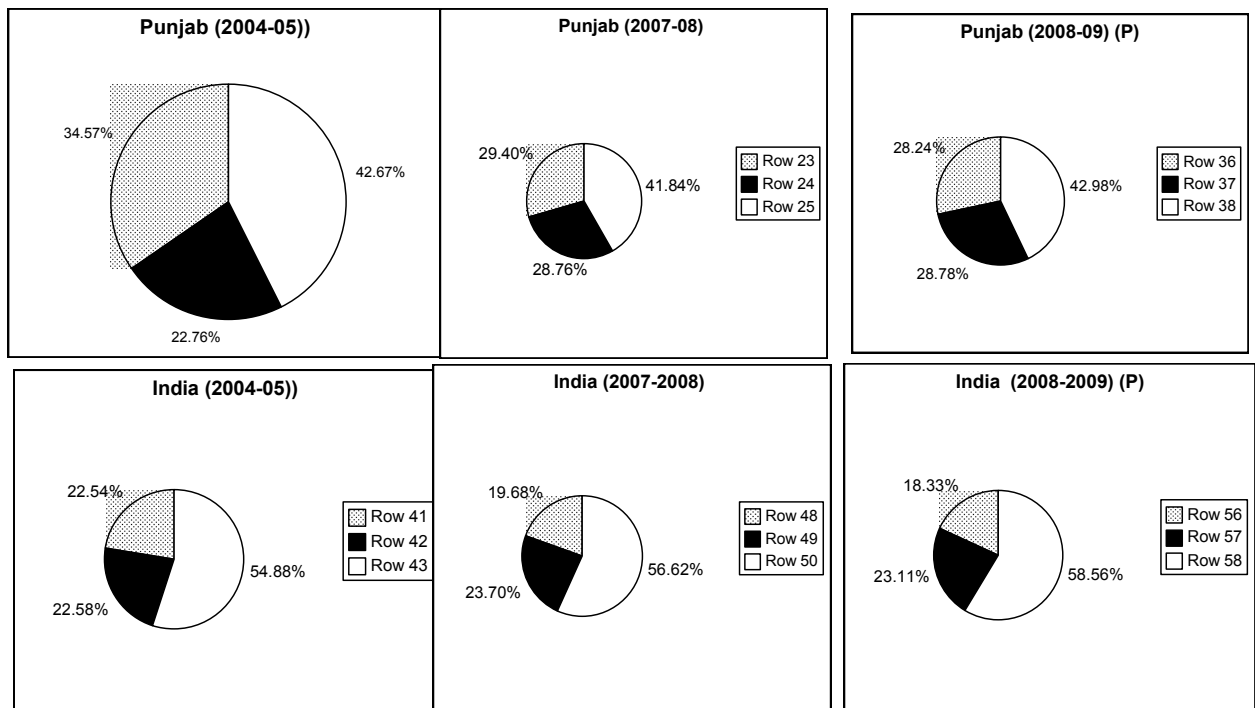 Punjab (2004-05))
34.57%
42.67%
22.76%
Punjab (2007-08)
29.40%
41.84%
28.76%
Row 23
Row 24
Row 25
Punjab (2008-09) (P)
28.24%
42.98%
28.78%
Row 36
Row 37
Row 38
India (2004-05))
22.54%
54.88%
22.58%
Row 41
Row 42
Row 43
India (2007-2008)
19.68%
56.62%
23.70%
Row 48
Row 49
Row 50
India (2008-2009) (P)
18.33%
58.56%
23.11%
Row 56
Row 57
Row 58